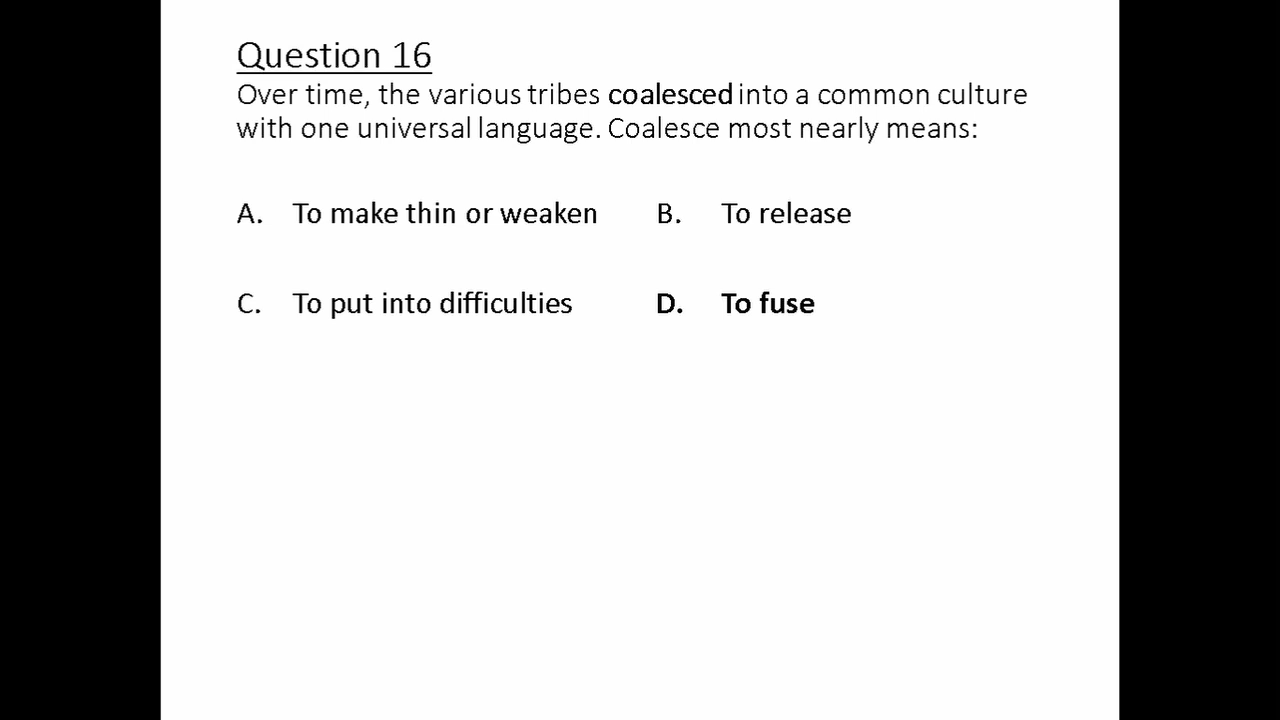 Question 16
Over time, the various tribes coalesced into a common culture
with one universal language. Coalesce most nearly means:
A. To make thin or weaken B. To release
C. To put into difficulties D. To fuse